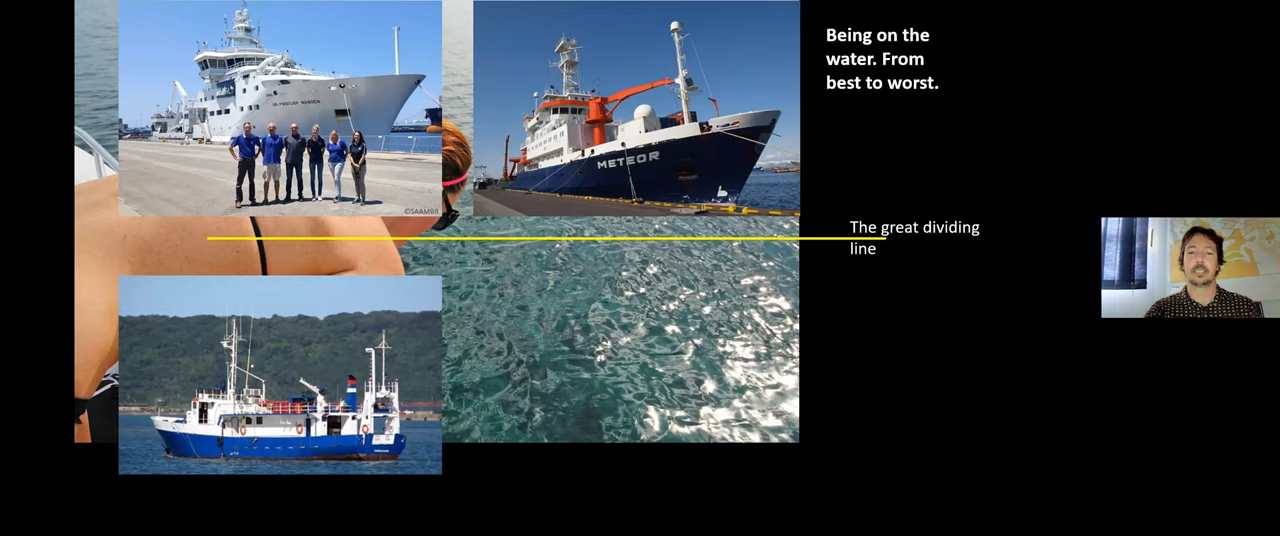 Being on the
water. From
best to worst.
DR. FRIDTJOF NANSEN
METEOR
©SAAMBR
The great dividing
line